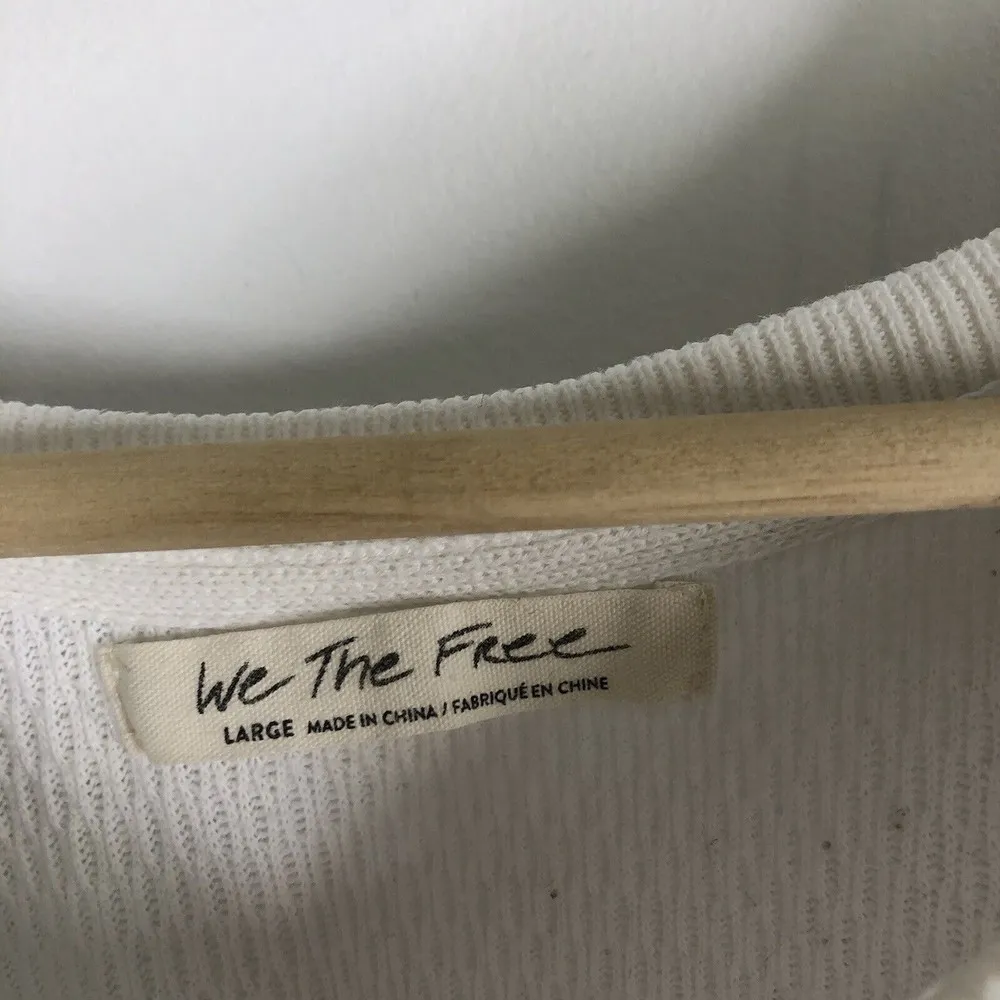 We The Free
LARGE MADE IN CHINA / FABRIQUÉ EN CHINE